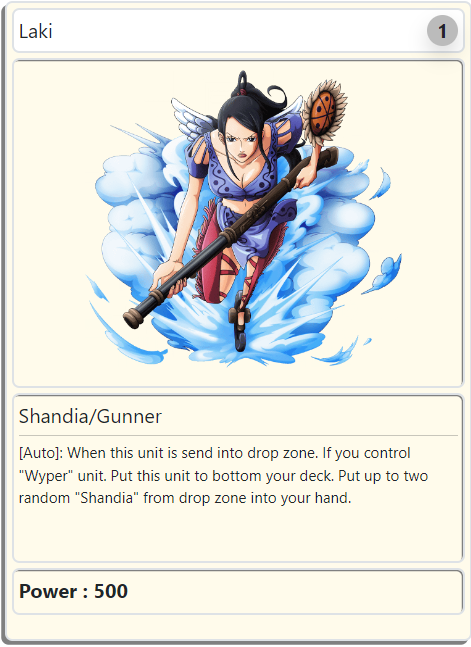 Laki
1
Shandia/Gunner
[Auto]: When this unit is send into drop zone. If you control
"Wyper" unit. Put this unit to bottom your deck. Put up to two
random "Shandia" from drop zone into your hand.
Power : 500